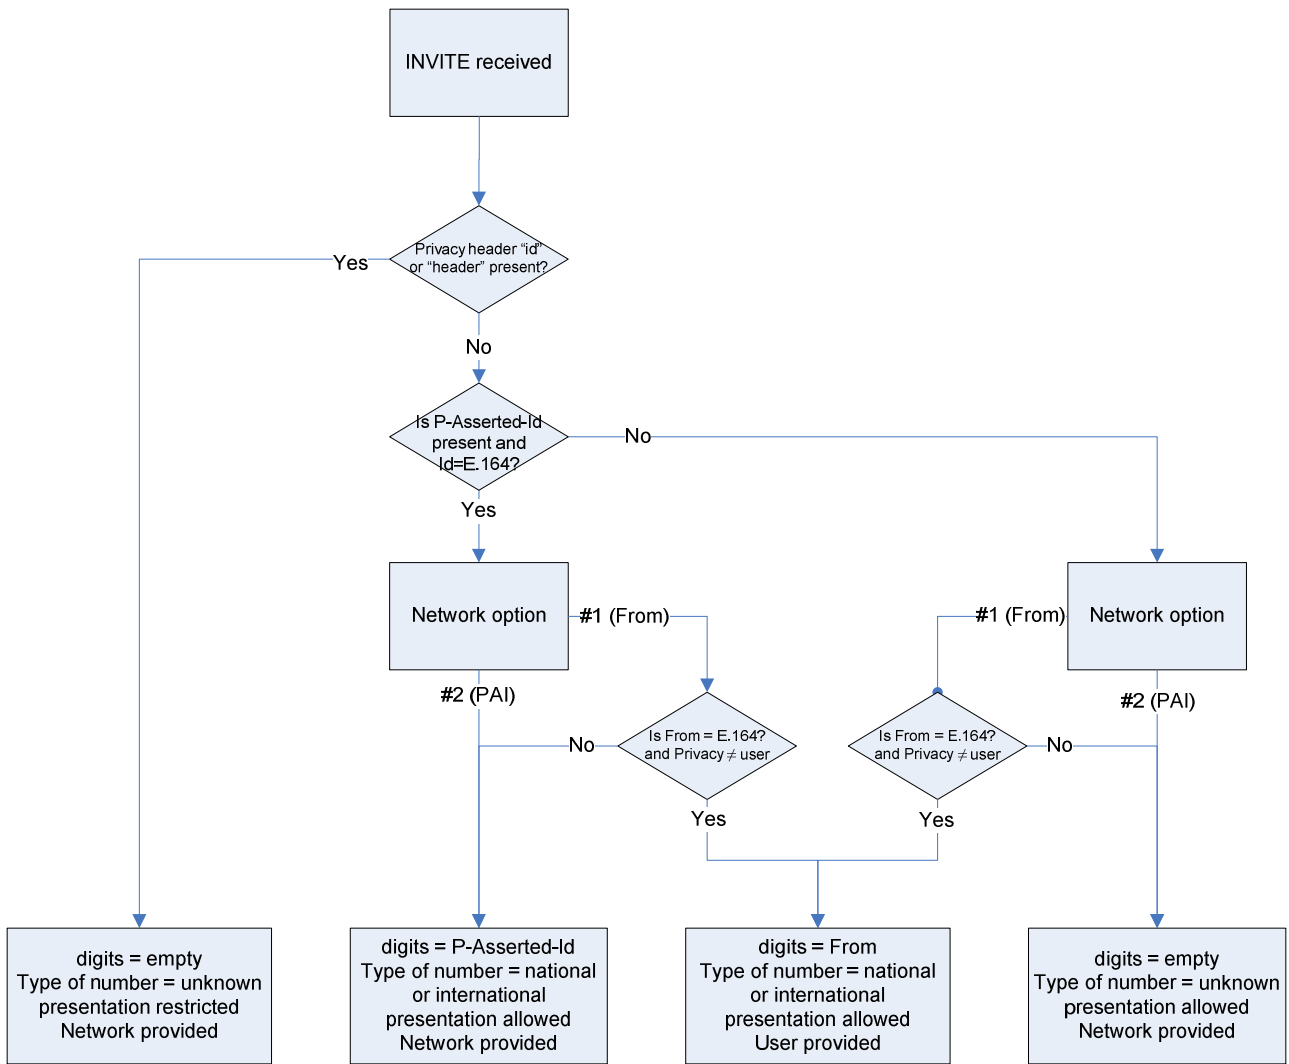 INVITE received
Privacy header “id”
or “header” present?
Yes
No
Is P-Asserted-Id
present and
Id=E.164?
No
Yes
Network option
#1 (From)
#1 (From)
Network option
#2 (PAI)
#2 (PAI)
Is From = E.164?
and Privacy ≠ user
No
Is From = E.164?
and Privacy ≠ user
No
Yes
Yes
digits = empty
Type of number = unknown
presentation restricted
Network provided
digits = P-Asserted-Id
Type of number = national
or international
presentation allowed
Network provided
digits = From
Type of number = national
or international
presentation allowed
User provided
digits = empty
Type of number = unknown
presentation allowed
Network provided